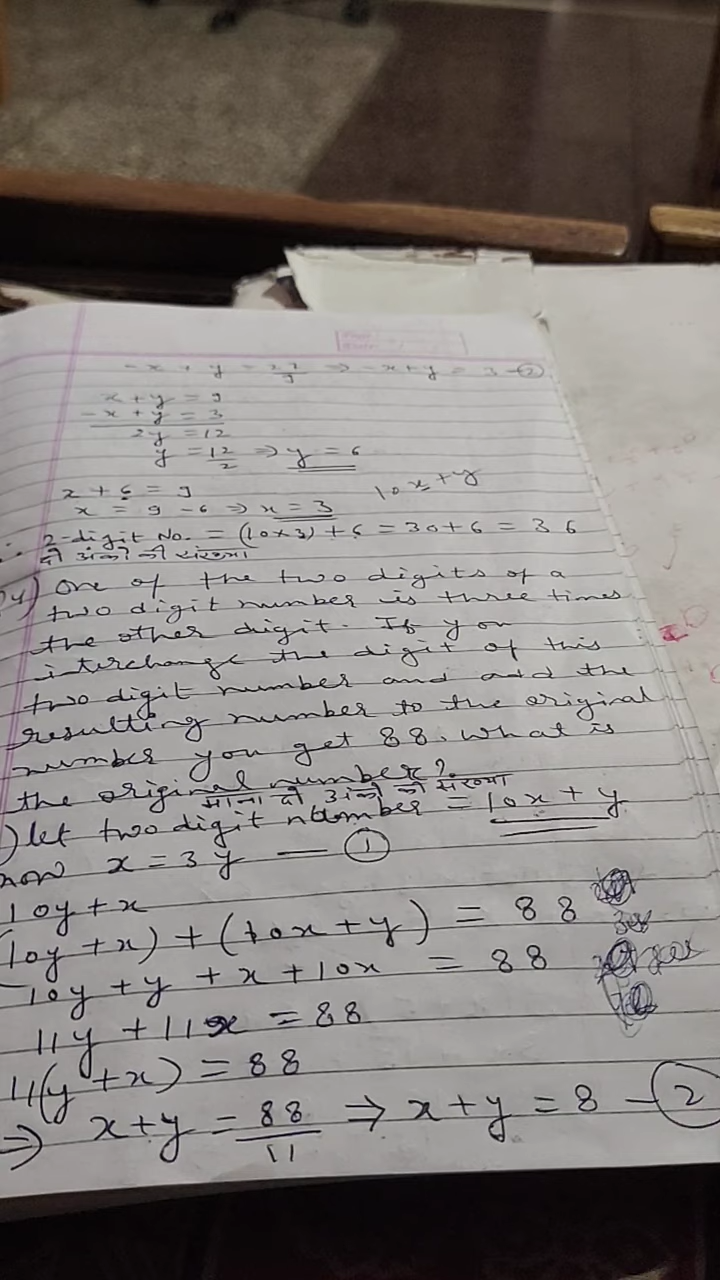 -x + y = 27/9 ⇒ -x+y = 3 -②
x + y = 9
-x + y = 3
2y = 12
y = 12/2 ⇒ y = 6
x + 6 = 9
x = 9 - 6 ⇒ x = 3
10x+y
∴ 2-digit No. = (10×3) + 6 = 30+6 = 36
दो अंकों की संख्या
4) One of the two digits of a
two digit number is three times
the other digit. If you
interchange the digit of this
two digit number and add the
resulting number to the original
number you get 88. What is
the original number?
माना दो अंकों की संख्या
let two digit number = 10x + y
now x = 3y — ①
10y+x
(10y+x) + (10x+y) = 88
10y+y + x+10x = 88
11y + 11x = 88
11(y+x) = 88
⇒ x+y = 88/11 ⇒ x+y = 8 -②